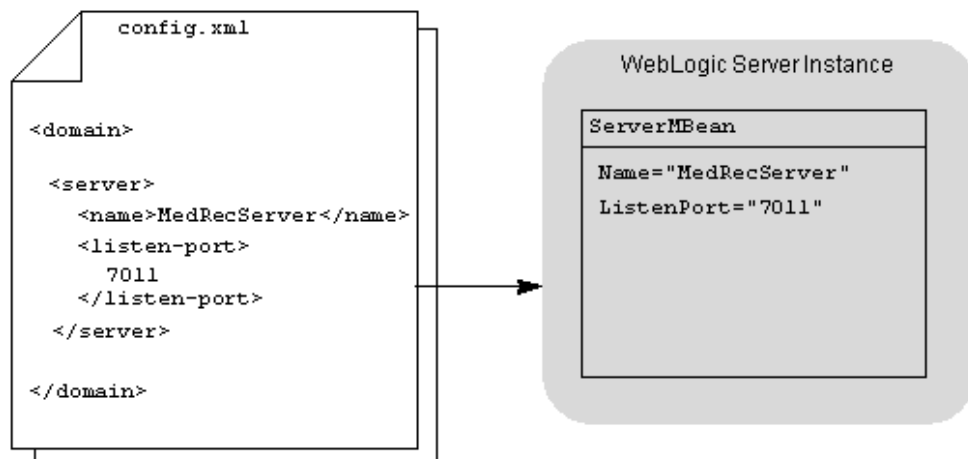 config.xml
<domain>
<server>
<name>MedRecServer</name>
<listen-port>
7011
</listen-port>
</server>
</domain>
WebLogic Server Instance
ServerMBean
Name="MedRecServer"
ListenPort="7011"